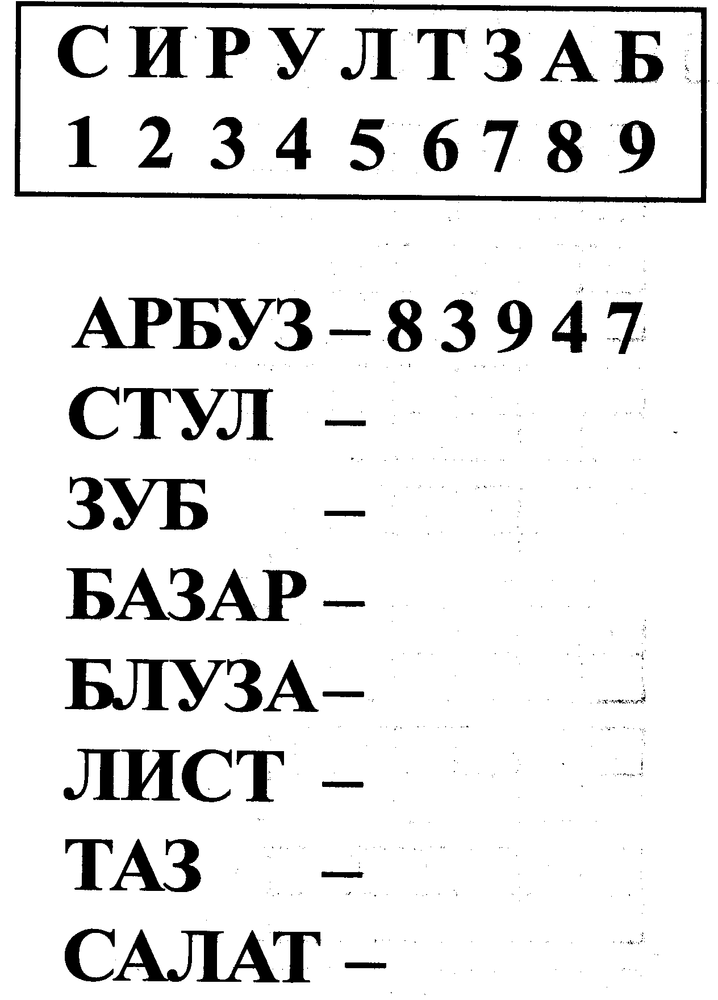 С И Р У Л Т З А Б
1 2 3 4 5 6 7 8 9
АРБУЗ – 8 3 9 4 7
СТУЛ –
ЗУБ –
БАЗАР –
БЛУЗА –
ЛИСТ –
ТАЗ –
САЛАТ –